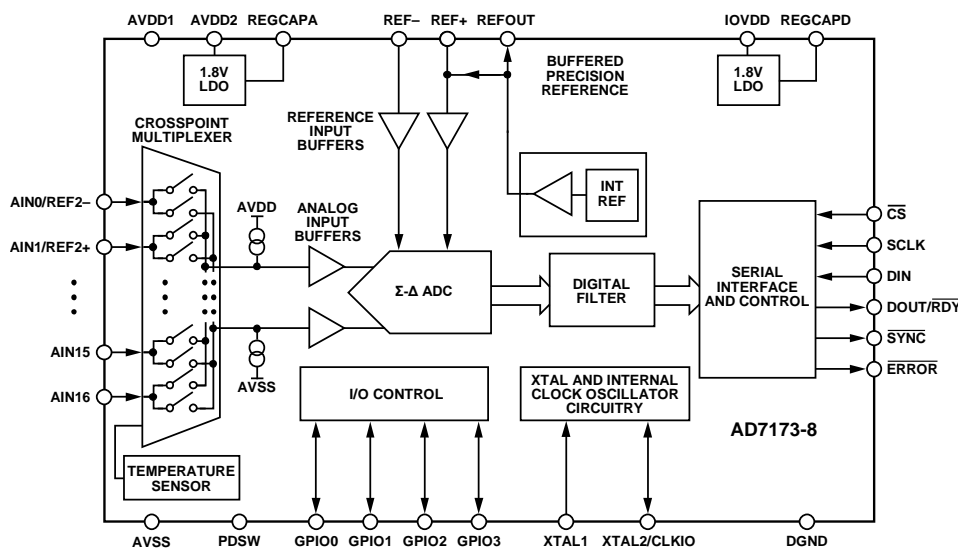 AVDD1 AVDD2 REGCAPA REF– REF+ REFOUT IOVDD REGCAPD
1.8V
LDO
BUFFERED
PRECISION
REFERENCE
1.8V
LDO
CROSSPOINT
MULTIPLEXER
REFERENCE
INPUT
BUFFERS
INT
REF
AIN0/REF2–
AIN1/REF2+
AIN15
AIN16
AVDD
AVSS
ANALOG
INPUT
BUFFERS
Σ-Δ ADC
DIGITAL
FILTER
SERIAL
INTERFACE
AND CONTROL
CS
SCLK
DIN
DOUT/RDY
SYNC
ERROR
I/O CONTROL
XTAL AND INTERNAL
CLOCK OSCILLATOR
CIRCUITRY
AD7173-8
TEMPERATURE
SENSOR
AVSS PDSW GPIO0 GPIO1 GPIO2 GPIO3 XTAL1 XTAL2/CLKIO DGND